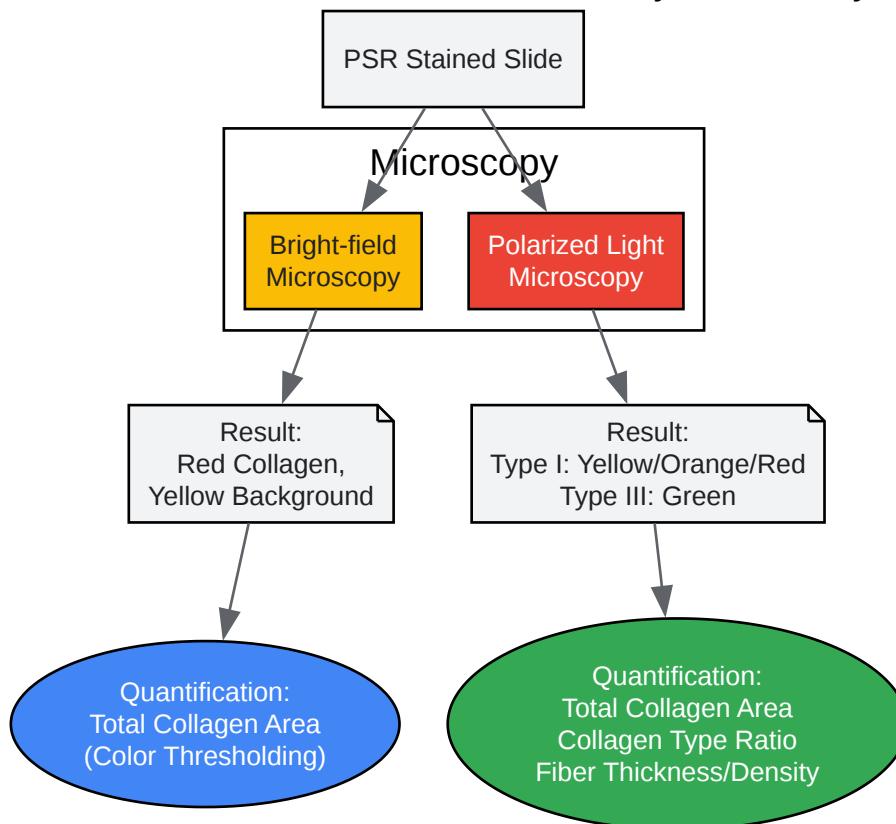 PSR Stained Slide
Microscopy
Bright-field
Microscopy
Polarized Light
Microscopy
Result:
Red Collagen,
Yellow Background
Result:
Type I: Yellow/Orange/Red
Type III: Green
Quantification:
Total Collagen Area
(Color Thresholding)
Quantification:
Total Collagen Area
Collagen Type Ratio
Fiber Thickness/Density